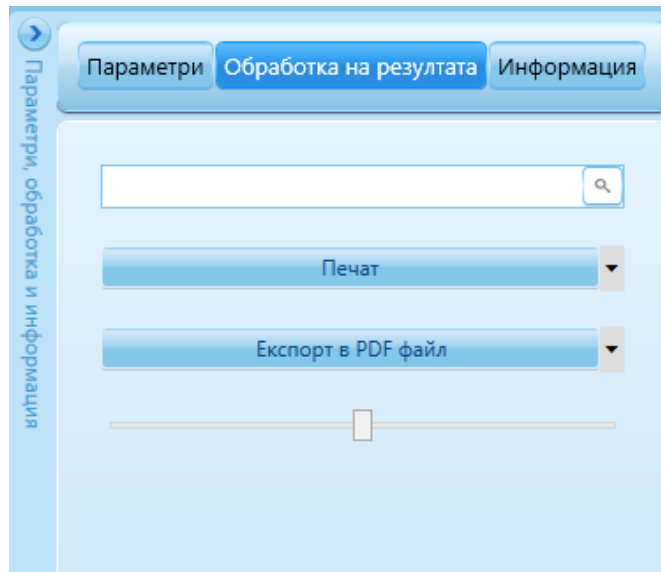 Параметри, обработка и информация
Параметри Обработка на резултата Информация
Печат
Експорт в PDF файл